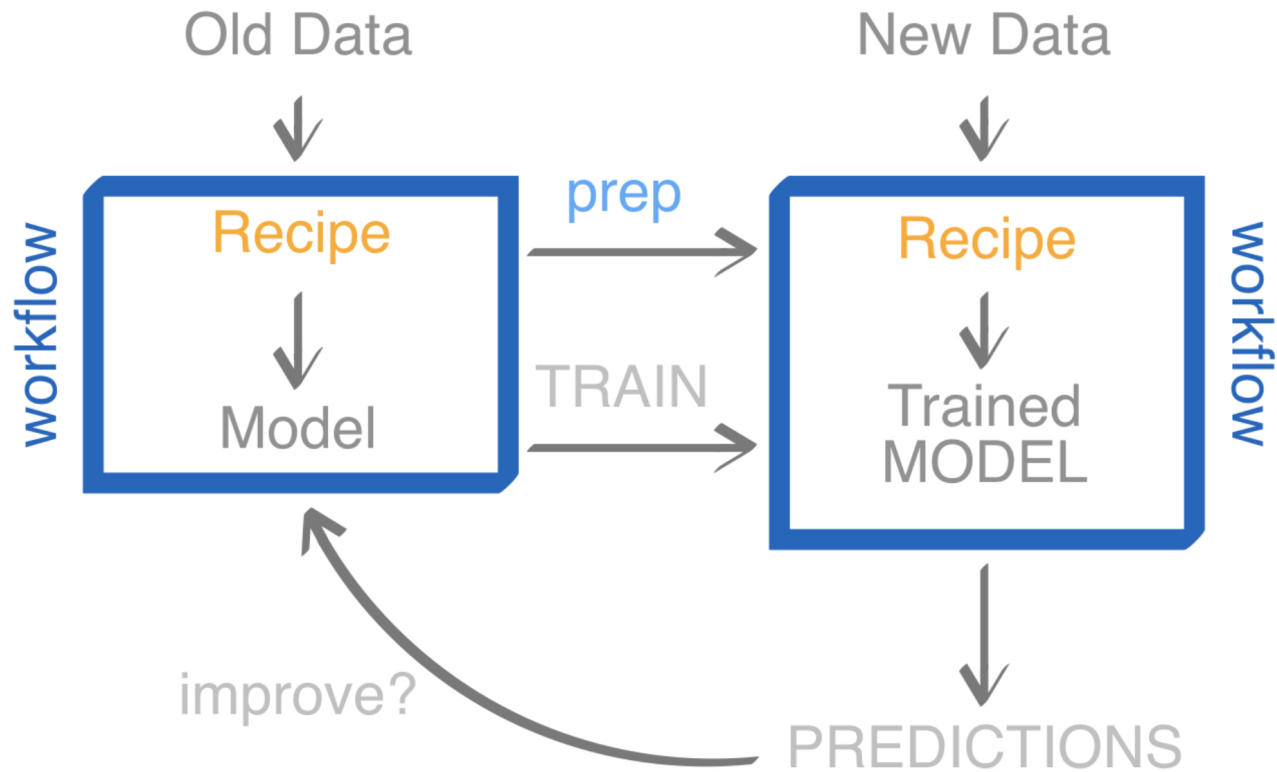 Old Data
New Data
workflow
Recipe
Model
prep
TRAIN
Recipe
Trained
MODEL
workflow
improve?
PREDICTIONS